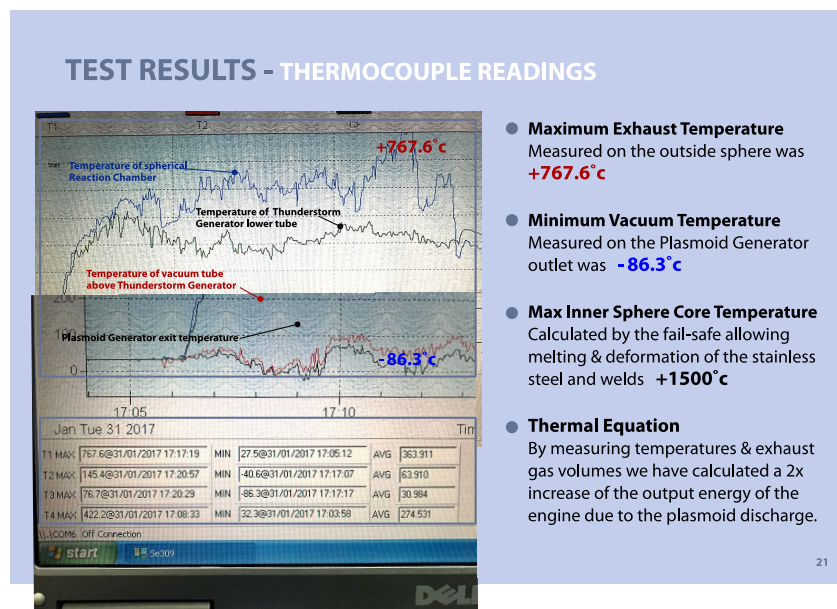 TEST RESULTS - THERMOCOUPLE READINGS
T1 T2 T3
+767.6°c
Temperature of spherical
Reaction Chamber
Temperature of Thunderstorm
Generator lower tube
Temperature of vacuum tube
above Thunderstorm Generator
200
100
Plasmoid Generator exit temperature
-86.3°c
0
17:05 17:10
Jan Tue 31 2017 Tim
T1 MAX 767.6@31/01/2017 17:17:19 MIN 27.5@31/01/2017 17:05:12 AVG 363.911
T2 MAX 145.4@31/01/2017 17:20:57 MIN -40.6@31/01/2017 17:17:07 AVG 63.910
T3 MAX 76.7@31/01/2017 17:20:29 MIN -86.3@31/01/2017 17:17:17 AVG 30.984
T4 MAX 422.2@31/01/2017 17:08:33 MIN 32.3@31/01/2017 17:03:58 AVG 274.531
\\.\COM6 Off Connection
start Se309
DELL
Maximum Exhaust Temperature
Measured on the outside sphere was
+767.6°c
Minimum Vacuum Temperature
Measured on the Plasmoid Generator
outlet was -86.3°c
Max Inner Sphere Core Temperature
Calculated by the fail-safe allowing
melting & deformation of the stainless
steel and welds +1500°c
Thermal Equation
By measuring temperatures & exhaust
gas volumes we have calculated a 2x
increase of the output energy of the
engine due to the plasmoid discharge.
21